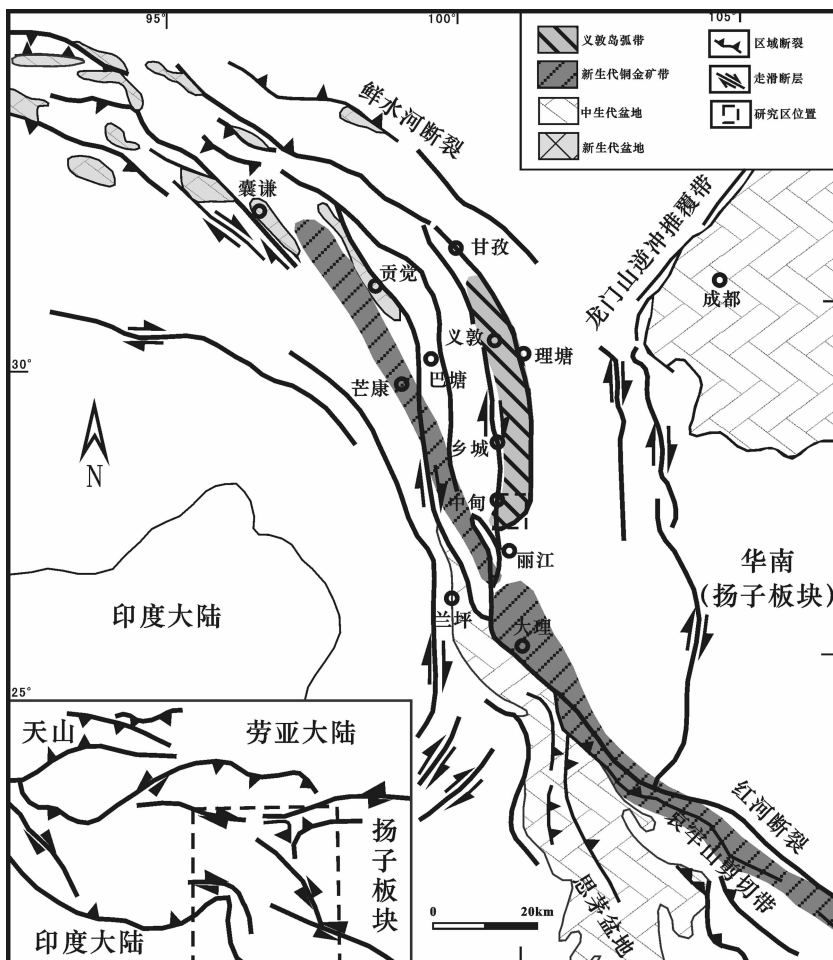 95°
100°
105°
义敦岛弧带
区域断裂
新生代铜金矿带
走滑断层
中生代盆地
研究区位置
新生代盆地
鲜水河断裂
囊谦
甘孜
龙门山逆冲推覆带
成都
贡觉
义敦
理塘
巴塘
芒康
30°
乡城
N
中甸
丽江
华南
(扬子板块)
印度大陆
兰坪
大理
25°
天山
劳亚大陆
扬子板块
印度大陆
红河断裂
哀牢山剪切带
思茅盆地
0
20km